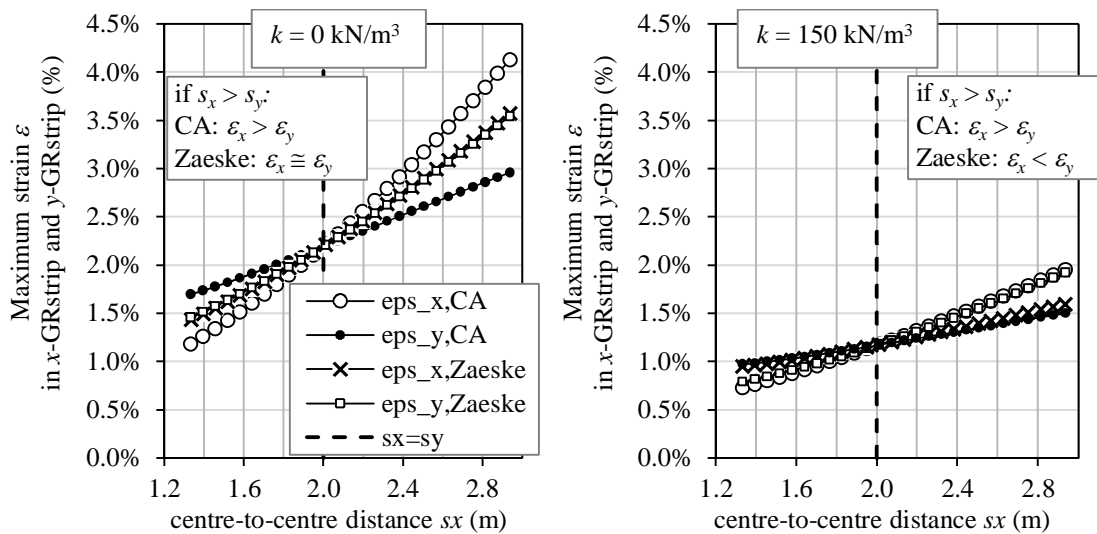 Maximum strain ε
in x-GRstrip and y-GRstrip (%)
4.5%
4.0%
3.5%
3.0%
2.5%
2.0%
1.5%
1.0%
0.5%
0.0%
k = 0 kN/m³
if sx > sy:
CA: εx > εy
Zaeske: εx ≅ εy
eps_x,CA
eps_y,CA
eps_x,Zaeske
eps_y,Zaeske
sx=sy
1.2 1.6 2.0 2.4 2.8
centre-to-centre distance sx (m)
Maximum strain ε
in x-GRstrip and y-GRstrip (%)
4.5%
4.0%
3.5%
3.0%
2.5%
2.0%
1.5%
1.0%
0.5%
0.0%
k = 150 kN/m³
if sx > sy:
CA: εx > εy
Zaeske: εx < εy
1.2 1.6 2.0 2.4 2.8
centre-to-centre distance sx (m)